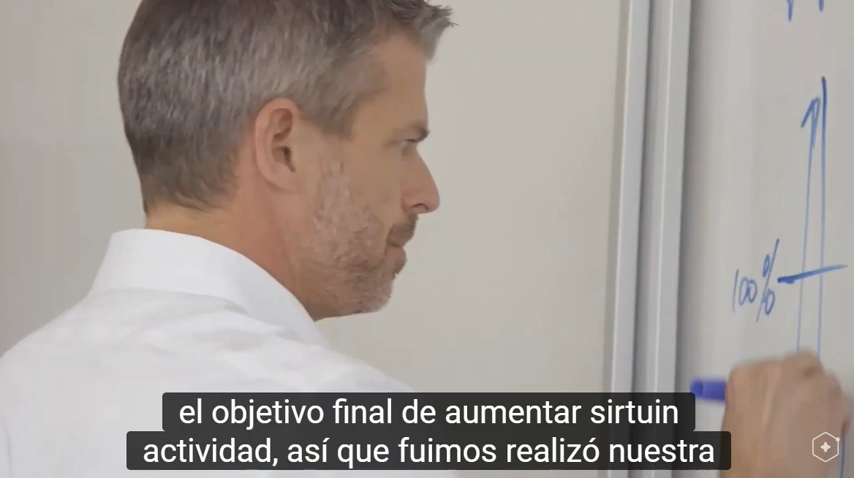 100%
el objetivo final de aumentar sirtuin
actividad, así que fuimos realizó nuestra